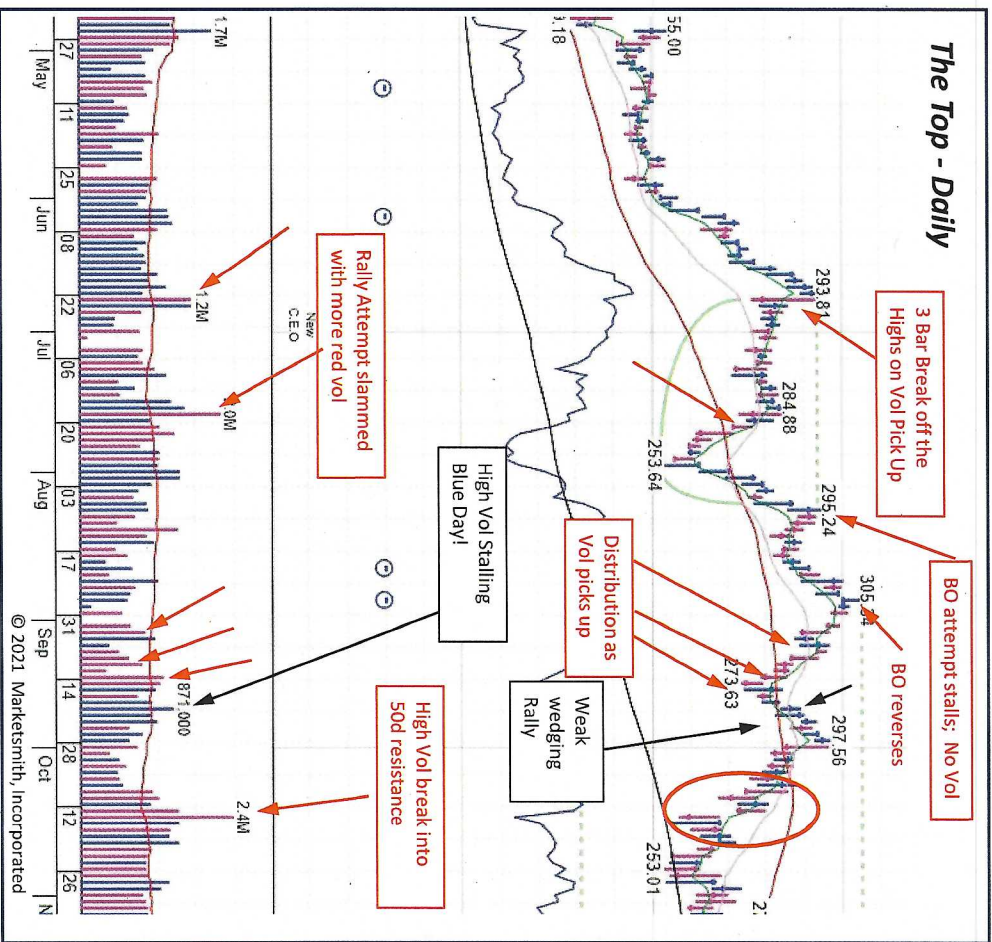 The Top - Daily
3 Bar Break off the
Highs on Vol Pick Up
BO attempt stalls; No Vol
BO reverses
55.00
293.81
284.88
253.64
295.24
305.
273.63
297.56
253.01
.18
Distribution as
Vol picks up
Weak
wedging
Rally
High Vol Stalling
Blue Day!
Rally Attempt slammed
with more red vol
High Vol break into
50d resistance
New
C.E.O
1.7M
1.2M
.0M
871,000
2.4M
27
11
25
08
22
06
20
03
17
31
14
28
12
26
May
Jun
Jul
Aug
Sep
Oct
N
© 2021 Marketsmith, Incorporated